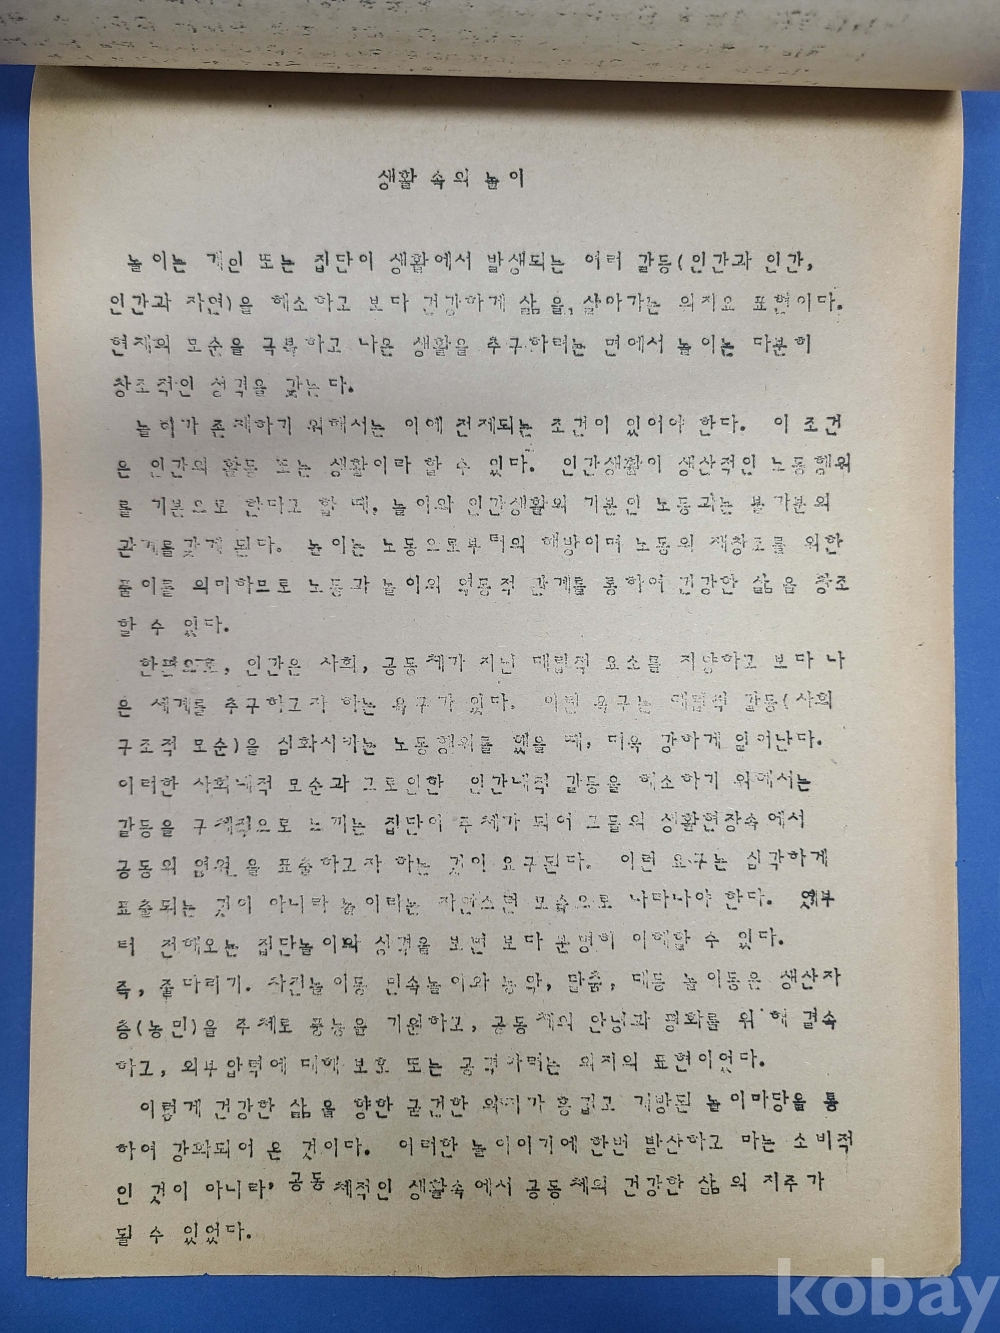 생활 속의 놀이
놀이는 개인 또는 집단이 생활에서 발생되는 여러 갈등(인간과 인간,
인간과 자연)을 해소하고 보다 건강하게 삶을, 살아가는 의지요 표현이다.
현재의 모순을 극복하고 나은 생활을 추구하려는 면에서 놀이는 다분히
창조적인 성격을 갖는다.
놀이가 존재하기 위해서는 이에 전제되는 조건이 있어야 한다. 이 조건
은 인간의 활동 또는 생활이라 할 수 있다. 인간생활이 생산적인 노동행위
를 기본으로 한다고 할 때, 놀이와 인간생활의 기본인 노동과는 불가분의
관계를 갖게 된다. 놀이는 노동으로부터의 해방이며 노동의 재창조를 위한
풀이를 의미하므로 노동과 놀이의 역동적 관계를 통하여 건강한 삶을 창조
할 수 있다.
한편으로, 인간은 사회, 공동체가 지닌 대립적 요소를 지양하고 보다 나
은 세계를 추구하고자 하는 욕구가 있다. 이런 욕구는 대립적 갈등(사회
구조적 모순)을 심화시키는 노동행위를 했을 때, 더욱 강하게 일어난다.
이러한 사회내적 모순과 그로인한 인간내적 갈등을 해소하기 위해서는
갈등을 구체적으로 느끼는 집단이 주체가 되어 그들의 생활현장속에서
공동의 염원을 표출하고자 하는 것이 요구된다. 이런 요구는 심각하게
표출되는 것이 아니라 놀이라는 자연스런 모습으로 나타나야 한다. 옛부
터 전해오는 집단놀이의 성격을 보면 보다 분명히 이해할 수 있다.
즉, 줄다리기. 차전놀이등 민속놀이와 농악, 탈춤, 대동 놀이등은 생산자
층(농민)을 주체로 풍농을 기원하고, 공동체의 안녕과 평화를 위해 결속
하고, 외부압력에 대해 보호 또는 공격가하는 의지의 표현이었다.
이렇게 건강한 삶을 향한 굳건한 의지가 흥겹고 개방된 놀이마당을 통
하여 강화되어 온 것이다. 이러한 놀이이기에 한번 발산하고 마는 소비적
인 것이 아니라, 공동체적인 생활속에서 공동체의 건강한 삶의 지주가
될 수 있었다.
kobay